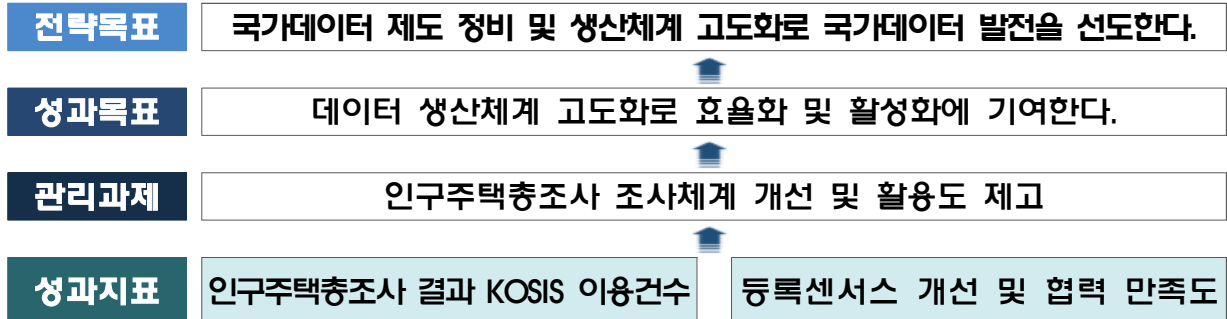 전략목표 국가데이터 제도 정비 및 생산체계 고도화로 국가데이터 발전을 선도한다.
성과목표 데이터 생산체계 고도화로 효율화 및 활성화에 기여한다.
관리과제 인구주택총조사 조사체계 개선 및 활용도 제고
성과지표 인구주택총조사 결과 KOSIS 이용건수 등록센서스 개선 및 협력 만족도